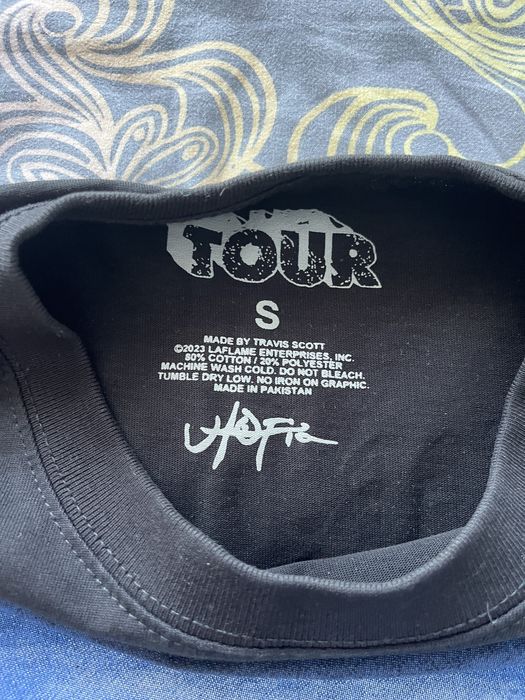 TOUR
S
MADE BY TRAVIS SCOTT
©2023 LAFLAME ENTERPRISES, INC.
80% COTTON / 20% POLYESTER
MACHINE WASH COLD. DO NOT BLEACH.
TUMBLE DRY LOW. NO IRON ON GRAPHIC.
MADE IN PAKISTAN